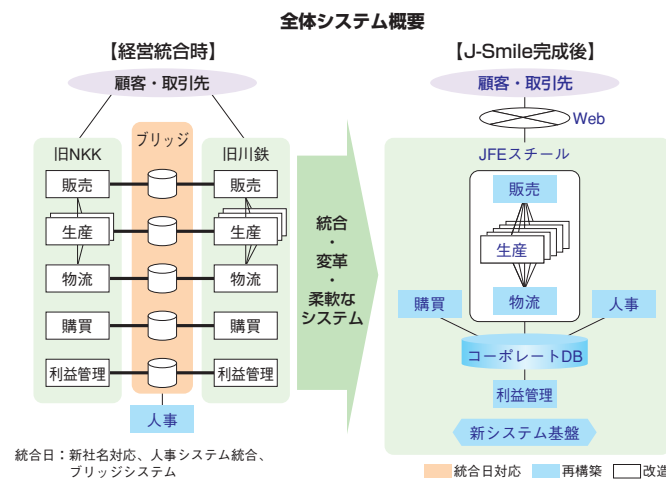 全体システム概要
【経営統合時】
顧客・取引先
ブリッジ
旧NKK
旧川鉄
販売
販売
生産
生産
物流
物流
購買
購買
利益管理
利益管理
人事
統合日：新社名対応、人事システム統合、
ブリッジシステム
統合
・
変革
・
柔軟な
システム
【J-Smile完成後】
顧客・取引先
Web
JFEスチール
販売
生産
物流
購買
人事
コーポレートDB
利益管理
新システム基盤
統合日対応
再構築
改造